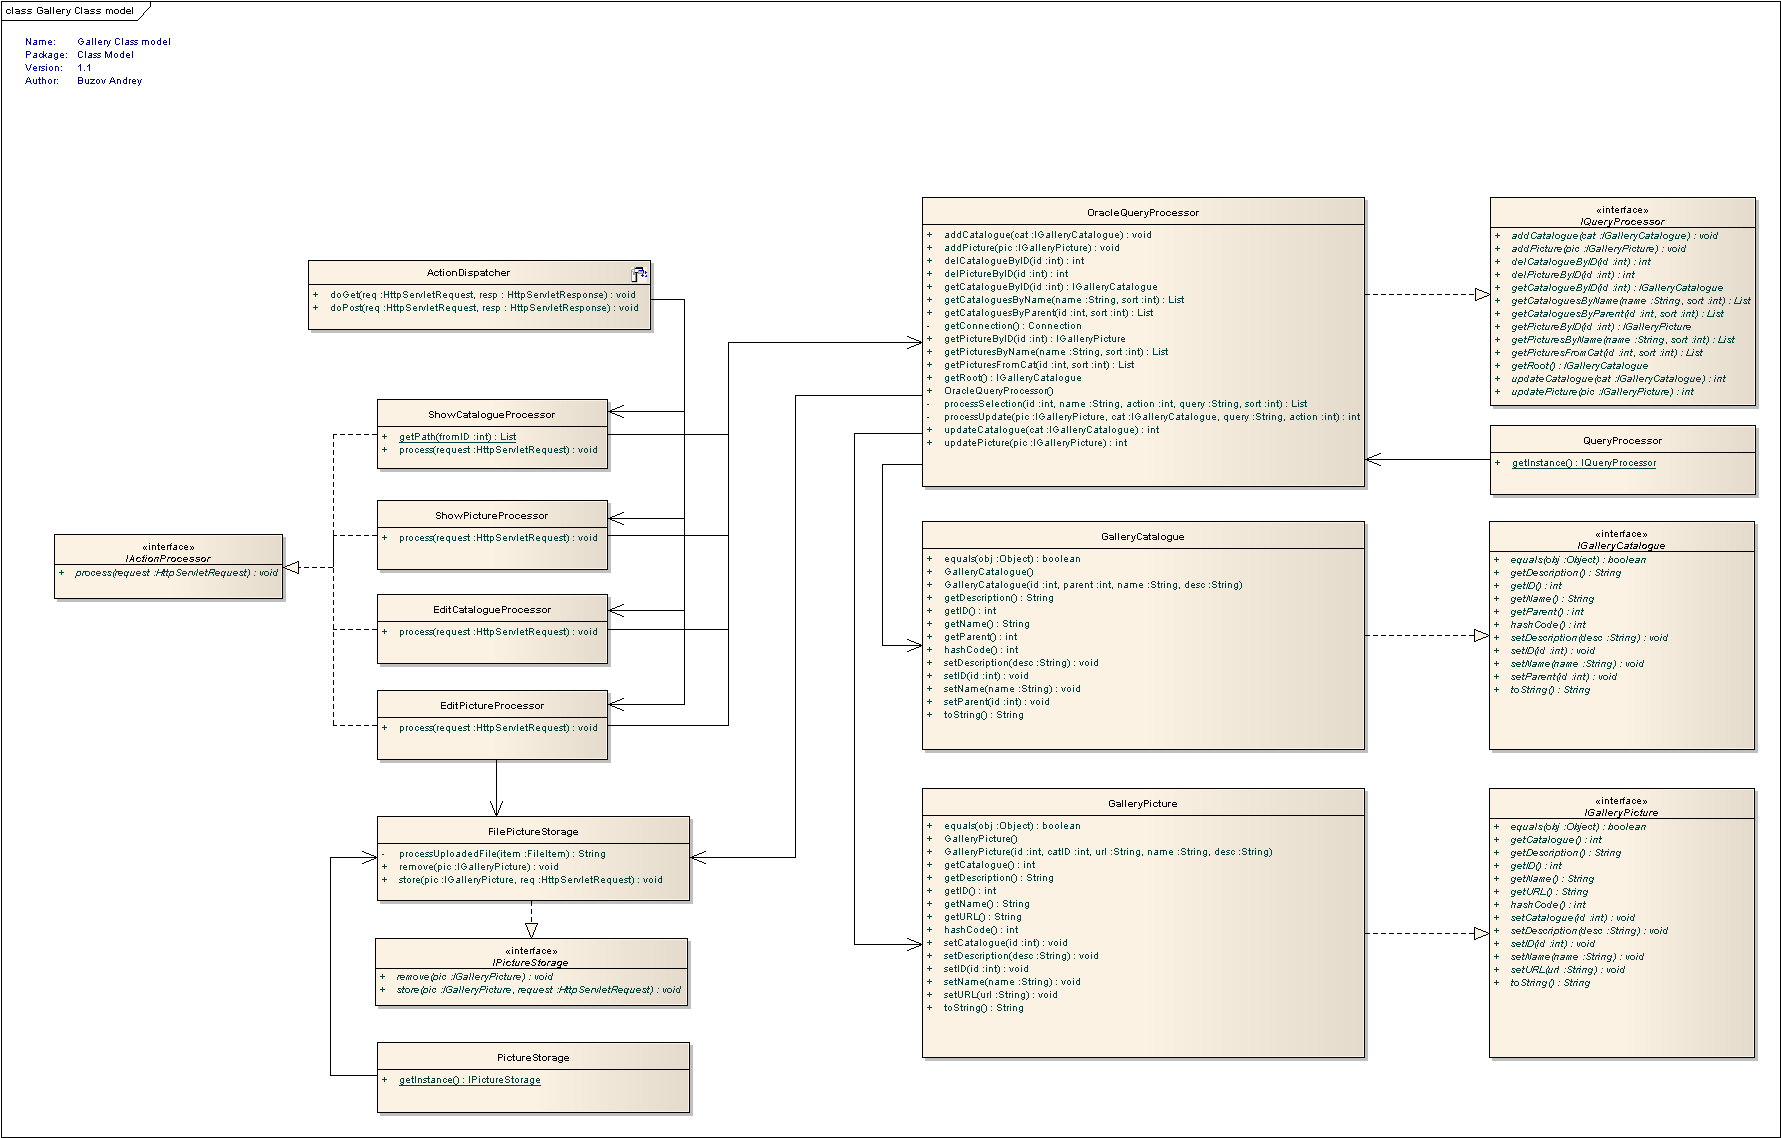 class Gallery Class model
Name: Gallery Class model
Package: Class Model
Version: 1.1
Author: Buzov Andrey
ActionDispatcher
+ doGet(req :HttpServletRequest, resp : HttpServletResponse) : void
+ doPost(req :HttpServletRequest, resp : HttpServletResponse) : void
ShowCatalogueProcessor
+ getPath(fromID :int) : List
+ process(request :HttpServletRequest) : void
ShowPictureProcessor
+ process(request :HttpServletRequest) : void
«interface»
IActionProcessor
+ process(request :HttpServletRequest) : void
EditCatalogueProcessor
+ process(request :HttpServletRequest) : void
EditPictureProcessor
+ process(request :HttpServletRequest) : void
FilePictureStorage
- processUploadedFile(item :FileItem) : String
+ remove(pic :IGalleryPicture) : void
+ store(pic :IGalleryPicture, req :HttpServletRequest) : void
«interface»
IPictureStorage
+ remove(pic :IGalleryPicture) : void
+ store(pic :IGalleryPicture, request :HttpServletRequest) : void
PictureStorage
+ getInstance() : IPictureStorage
OracleQueryProcessor
+ addCatalogue(cat :IGalleryCatalogue) : void
+ addPicture(pic :IGalleryPicture) : void
+ delCatalogueByID(id :int) : int
+ delPictureByID(id :int) : int
+ getCatalogueByID(id :int) : IGalleryCatalogue
+ getCataloguesByName(name :String, sort :int) : List
+ getCataloguesByParent(id :int, sort :int) : List
- getConnection() : Connection
+ getPictureByID(id :int) : IGalleryPicture
+ getPicturesByName(name :String, sort :int) : List
+ getPicturesFromCat(id :int, sort :int) : List
+ getRoot() : IGalleryCatalogue
+ OracleQueryProcessor()
- processSelection(id :int, name :String, action :int, query :String, sort :int) : List
- processUpdate(pic :IGalleryPicture, cat :IGalleryCatalogue, query :String, action :int) : int
+ updateCatalogue(cat :IGalleryCatalogue) : int
+ updatePicture(pic :IGalleryPicture) : int
«interface»
IQueryProcessor
+ addCatalogue(cat :IGalleryCatalogue) : void
+ addPicture(pic :IGalleryPicture) : void
+ delCatalogueByID(id :int) : int
+ delPictureByID(id :int) : int
+ getCatalogueByID(id :int) : IGalleryCatalogue
+ getCataloguesByName(name :String, sort :int) : List
+ getCataloguesByParent(id :int, sort :int) : List
+ getPictureByID(id :int) : IGalleryPicture
+ getPicturesByName(name :String, sort :int) : List
+ getPicturesFromCat(id :int, sort :int) : List
+ getRoot() : IGalleryCatalogue
+ updateCatalogue(cat :IGalleryCatalogue) : int
+ updatePicture(pic :IGalleryPicture) : int
QueryProcessor
+ getInstance() : IQueryProcessor
GalleryCatalogue
+ equals(obj :Object) : boolean
+ GalleryCatalogue()
+ GalleryCatalogue(id :int, parent :int, name :String, desc :String)
+ getDescription() : String
+ getID() : int
+ getName() : String
+ getParent() : int
+ hashCode() : int
+ setDescription(desc :String) : void
+ setID(id :int) : void
+ setName(name :String) : void
+ setParent(id :int) : void
+ toString() : String
«interface»
IGalleryCatalogue
+ equals(obj :Object) : boolean
+ getDescription() : String
+ getID() : int
+ getName() : String
+ getParent() : int
+ hashCode() : int
+ setDescription(desc :String) : void
+ setID(id :int) : void
+ setName(name :String) : void
+ setParent(id :int) : void
+ toString() : String
GalleryPicture
+ equals(obj :Object) : boolean
+ GalleryPicture()
+ GalleryPicture(id :int, catID :int, url :String, name :String, desc :String)
+ getCatalogue() : int
+ getDescription() : String
+ getID() : int
+ getName() : String
+ getURL() : String
+ hashCode() : int
+ setCatalogue(id :int) : void
+ setDescription(desc :String) : void
+ setID(id :int) : void
+ setName(name :String) : void
+ setURL(url :String) : void
+ toString() : String
«interface»
IGalleryPicture
+ equals(obj :Object) : boolean
+ getCatalogue() : int
+ getDescription() : String
+ getID() : int
+ getName() : String
+ getURL() : String
+ hashCode() : int
+ setCatalogue(id :int) : void
+ setDescription(desc :String) : void
+ setID(id :int) : void
+ setName(name :String) : void
+ setURL(url :String) : void
+ toString() : String